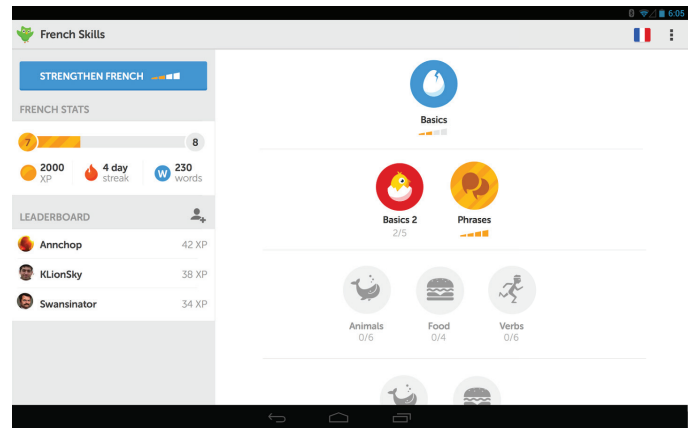 6:05
French Skills
STRENGTHEN FRENCH
FRENCH STATS
7
8
2000 XP
4 day streak
W
230 words
LEADERBOARD
Annchop 42 XP
KLionSky 38 XP
Swansinator 34 XP
Basics
Basics 2
2/5
Phrases
Animals
0/6
Food
0/4
Verbs
0/6